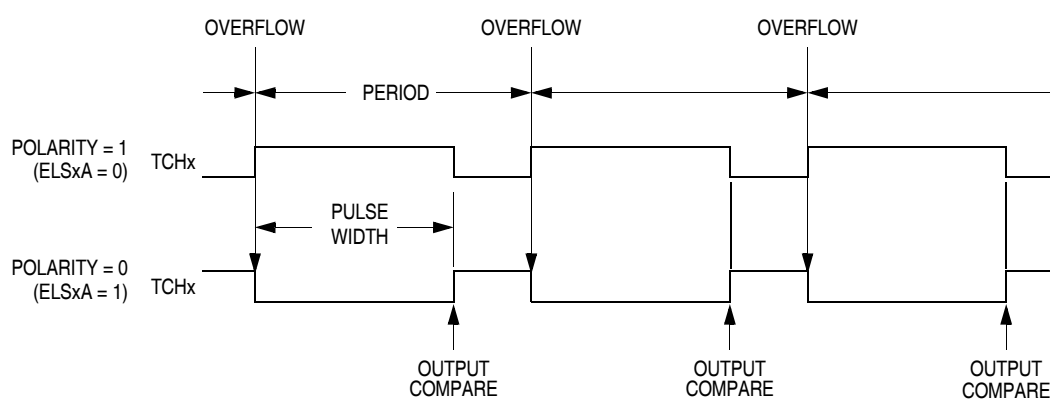 OVERFLOW OVERFLOW OVERFLOW
PERIOD
POLARITY = 1
(ELSxA = 0)
TCHx
PULSE
WIDTH
POLARITY = 0
(ELSxA = 1)
TCHx
OUTPUT
COMPARE
OUTPUT
COMPARE
OUTPUT
COMPARE